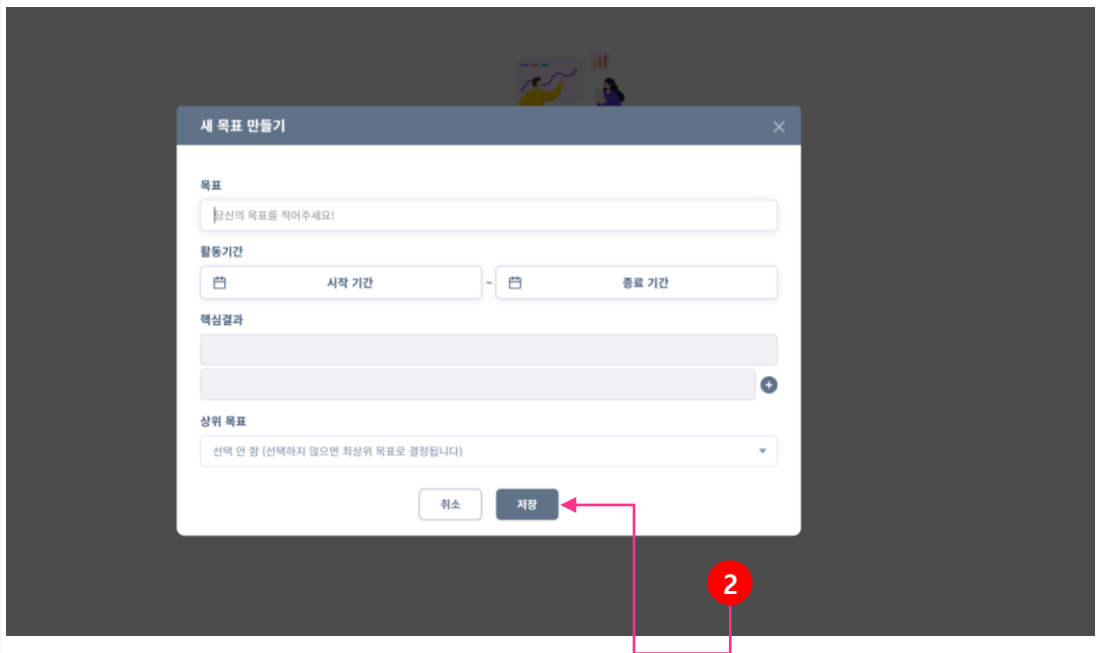 새 목표 만들기
목표
당신의 목표를 적어주세요!
활동기간
시작 기간 ~ 종료 기간
핵심결과
상위 목표
선택 안 함 (선택하지 않으면 최상위 목표로 결정됩니다)
취소 저장
2